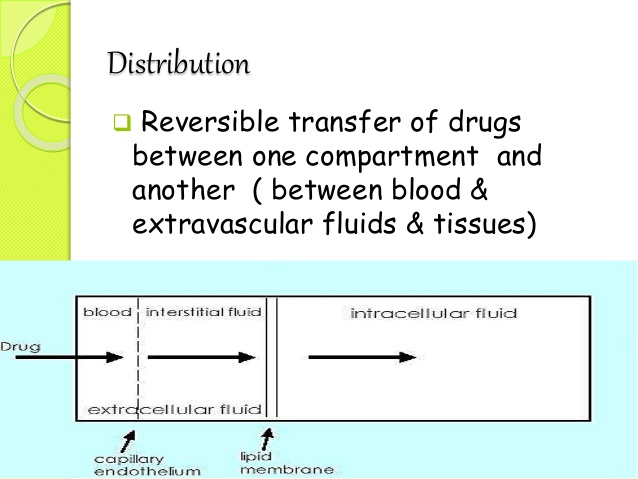 Distribution
Reversible transfer of drugs
between one compartment and
another ( between blood &
extravascular fluids & tissues)
blood interstitial fluid intracellular fluid
Drug
extracellular fluid
capillary
endothelium
lipid
membrane